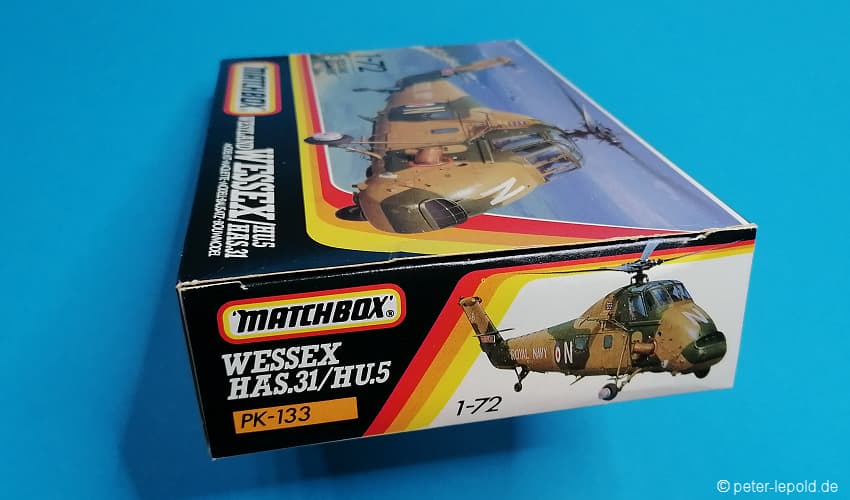 1-72
MATCHBOX
WESTLAND
WESSEX HU.5
HAS.31
'MATCHBOX'®
WESSEX
HAS.31/HU.5
PK-133
1-72
ROYAL NAVY N
N
© peter-lepold.de